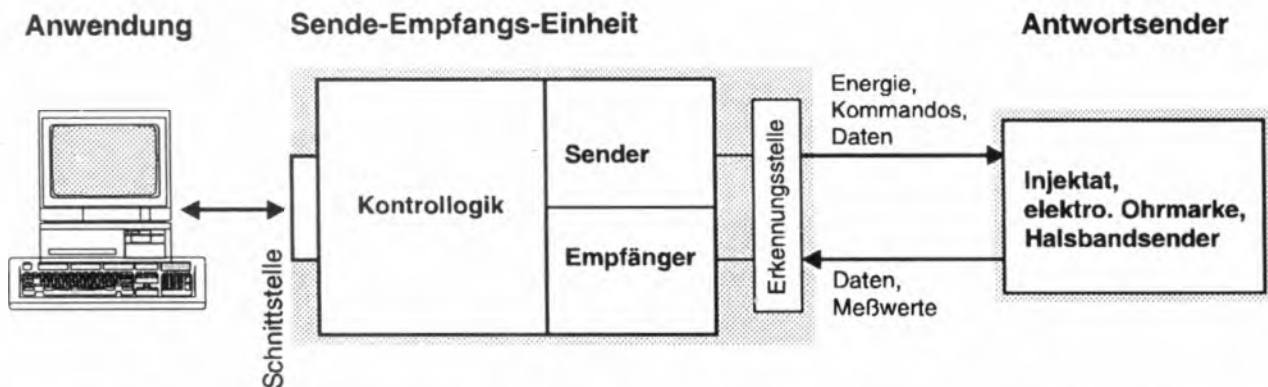 Anwendung
Sende-Empfangs-Einheit
Antwortsender
Schnittstelle
Kontrollogik
Sender
Empfänger
Erkennungsstelle
Energie,
Kommandos,
Daten
Daten,
Meßwerte
Injektat,
elektro. Ohrmarke,
Halsbandsender